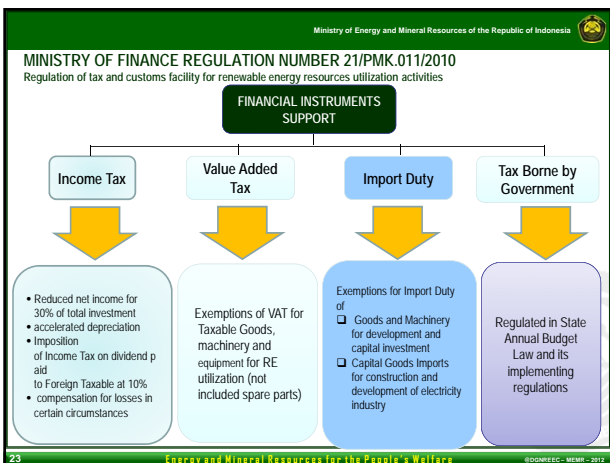 Ministry of Energy and Mineral Resources of the Republic of Indonesia
MINISTRY OF FINANCE REGULATION NUMBER 21/PMK.011/2010
Regulation of tax and customs facility for renewable energy resources utilization activities
FINANCIAL INSTRUMENTS
SUPPORT
Income Tax
Value Added
Tax
Import Duty
Tax Borne by
Government
• Reduced net income for
30% of total investment
• accelerated depreciation
• Imposition
of Income Tax on dividend p
aid
to Foreign Taxable at 10%
• compensation for losses in
certain circumstances
Exemptions of VAT for
Taxable Goods,
machinery and
equipment for RE
utilization (not
included spare parts)
Exemptions for Import Duty
of
❑ Goods and Machinery
for development and
capital investment
❑ Capital Goods Imports
for construction and
development of electricity
industry
Regulated in State
Annual Budget
Law and its
implementing
regulations
23
Energy and Mineral Resources for the People's Welfare
@DGNREEC – MEMR – 2012